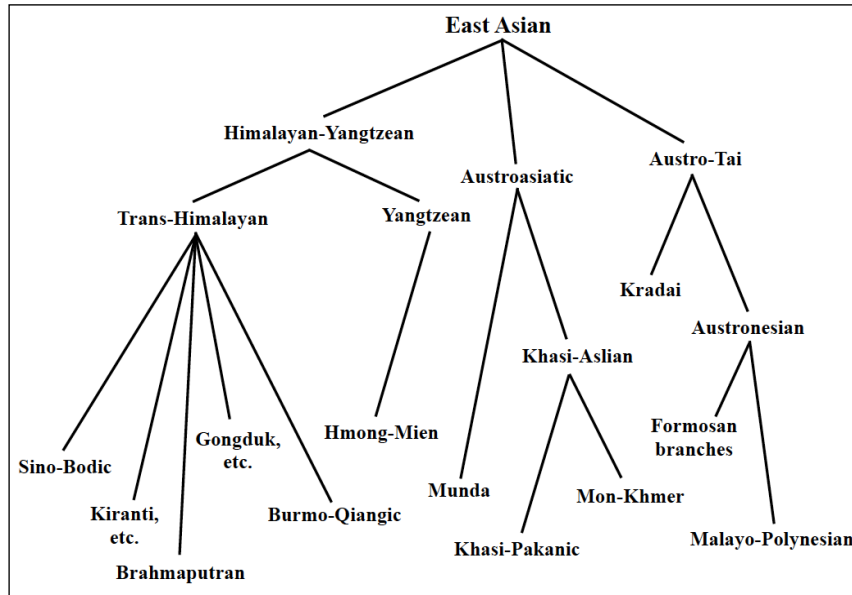 East Asian
Himalayan-Yangtzean
Austro-Tai
Austroasiatic
Trans-Himalayan
Yangtzean
Kradai
Austronesian
Khasi-Aslian
Gongduk,
etc.
Hmong-Mien
Formosan
branches
Sino-Bodic
Munda
Mon-Khmer
Kiranti,
etc.
Burmo-Qiangic
Khasi-Pakanic
Malayo-Polynesian
Brahmaputran